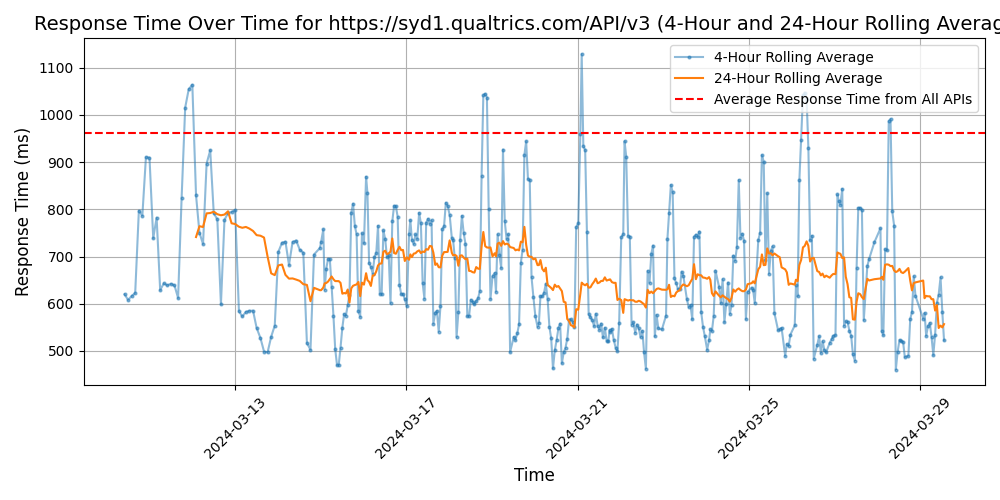 Response Time Over Time for https://syd1.qualtrics.com/API/v3 (4-Hour and 24-Hour Rolling Averag
4-Hour Rolling Average
24-Hour Rolling Average
Average Response Time from All APIs
Response Time (ms)
1100
1000
900
800
700
600
500
2024-03-13
2024-03-17
2024-03-21
2024-03-25
2024-03-29
Time